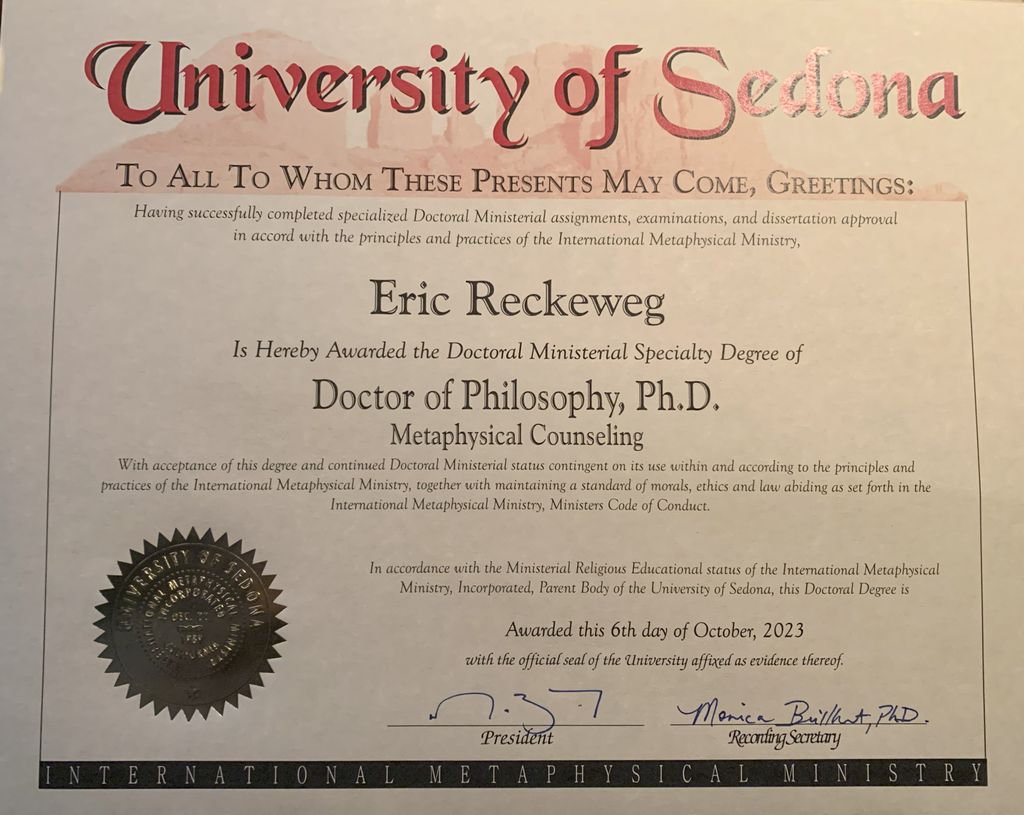 University of Sedona
To All To Whom These Presents May Come, Greetings:
Having successfully completed specialized Doctoral Ministerial assignments, examinations, and dissertation approval
in accord with the principles and practices of the International Metaphysical Ministry,
Eric Reckeweg
Is Hereby Awarded the Doctoral Ministerial Specialty Degree of
Doctor of Philosophy, Ph.D.
Metaphysical Counseling
With acceptance of this degree and continued Doctoral Ministerial status contingent on its use within and according to the principles and
practices of the International Metaphysical Ministry, together with maintaining a standard of morals, ethics and law abiding as set forth in the
International Metaphysical Ministry, Ministers Code of Conduct.
In accordance with the Ministerial Religious Educational status of the International Metaphysical
Ministry, Incorporated, Parent Body of the University of Sedona, this Doctoral Degree is
Awarded this 6th day of October, 2023
with the official seal of the University affixed as evidence thereof.
UNIVERSITY OF SEDONA
INTERNATIONAL METAPHYSICAL MINISTRY
INCORPORATED
DEC.
1989
Monica PhD.
President
Recording Secretary
INTERNATIONAL METAPHYSICAL MINISTRY